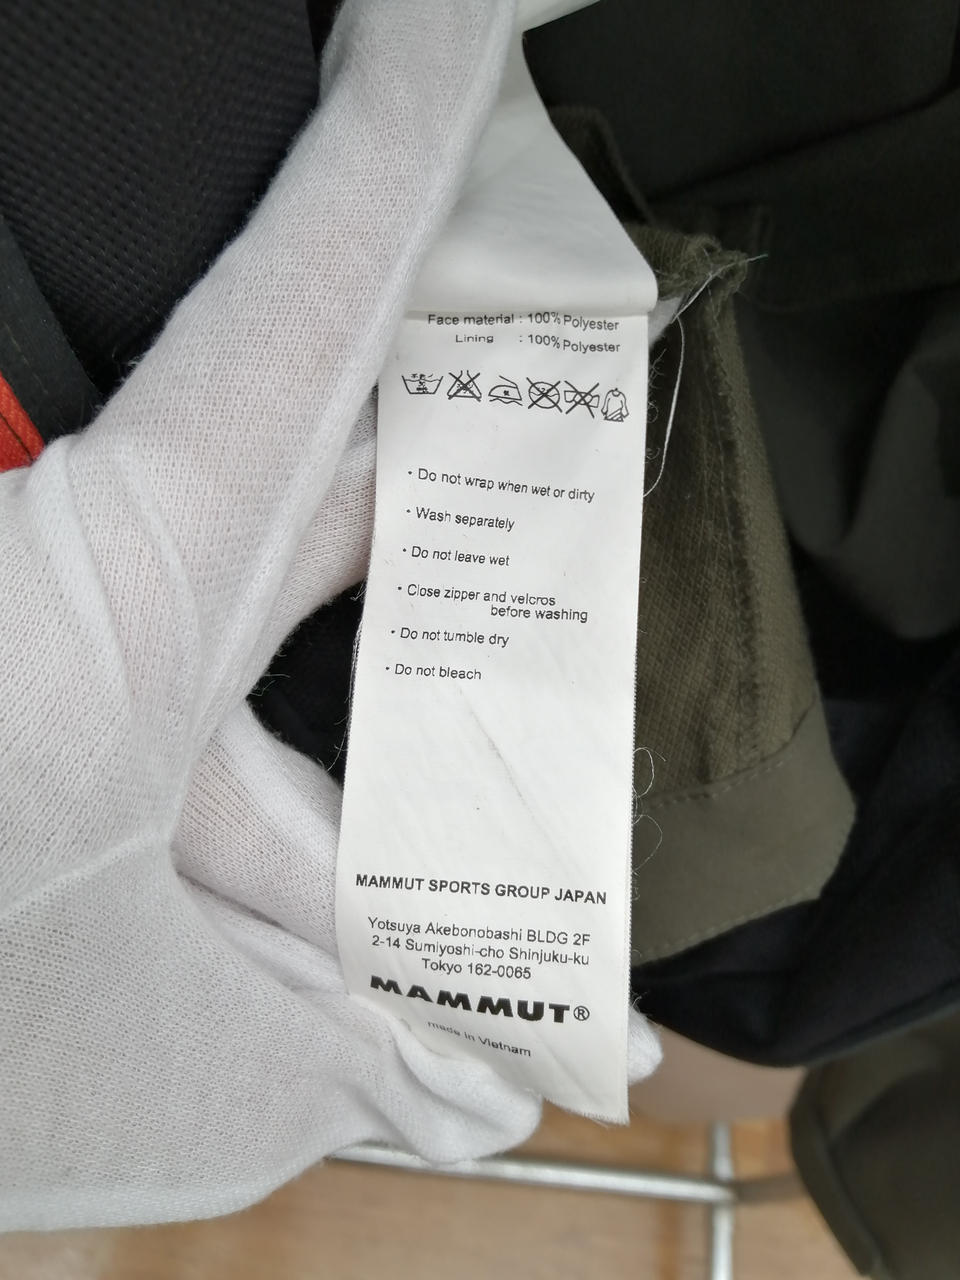 Face material : 100% Polyester
Lining : 100% Polyester
• Do not wrap when wet or dirty
• Wash separately
• Do not leave wet
• Close zipper and velcros
before washing
• Do not tumble dry
• Do not bleach
MAMMUT SPORTS GROUP JAPAN
Yotsuya Akebonobashi BLDG 2F
2-14 Sumiyoshi-cho Shinjuku-ku
Tokyo 162-0065
MAMMUT®
made in Vietnam